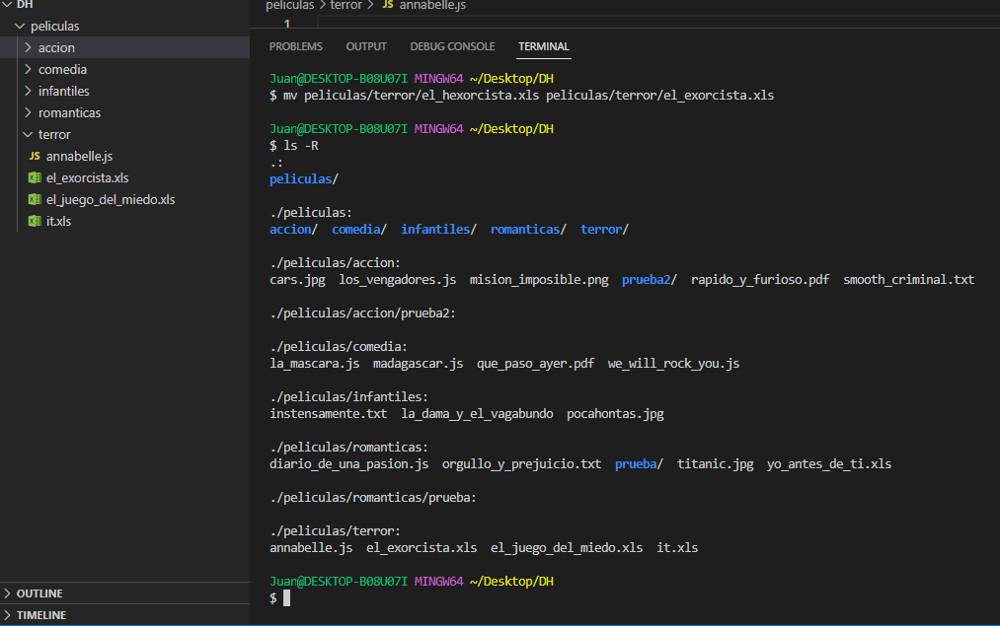 DH
peliculas
accion
comedia
infantiles
romanticas
terror
JS annabelle.js
el_exorcista.xls
el_juego_del_miedo.xls
it.xls
OUTLINE
TIMELINE
peliculas > terror > JS annabelle.js
1
PROBLEMS OUTPUT DEBUG CONSOLE TERMINAL
Juan@DESKTOP-B08U07I MINGW64 ~/Desktop/DH
$ mv peliculas/terror/el_hexorcista.xls peliculas/terror/el_exorcista.xls
Juan@DESKTOP-B08U07I MINGW64 ~/Desktop/DH
$ ls -R
.:
peliculas/
./peliculas:
accion/ comedia/ infantiles/ romanticas/ terror/
./peliculas/accion:
cars.jpg los_vengadores.js mision_imposible.png prueba2/ rapido_y_furioso.pdf smooth_criminal.txt
./peliculas/accion/prueba2:
./peliculas/comedia:
la_mascara.js madagascar.js que_paso_ayer.pdf we_will_rock_you.js
./peliculas/infantiles:
instensamente.txt la_dama_y_el_vagabundo pocahontas.jpg
./peliculas/romanticas:
diario_de_una_pasion.js orgullo_y_prejuicio.txt prueba/ titanic.jpg yo_antes_de_ti.xls
./peliculas/romanticas/prueba:
./peliculas/terror:
annabelle.js el_exorcista.xls el_juego_del_miedo.xls it.xls
Juan@DESKTOP-B08U07I MINGW64 ~/Desktop/DH
$